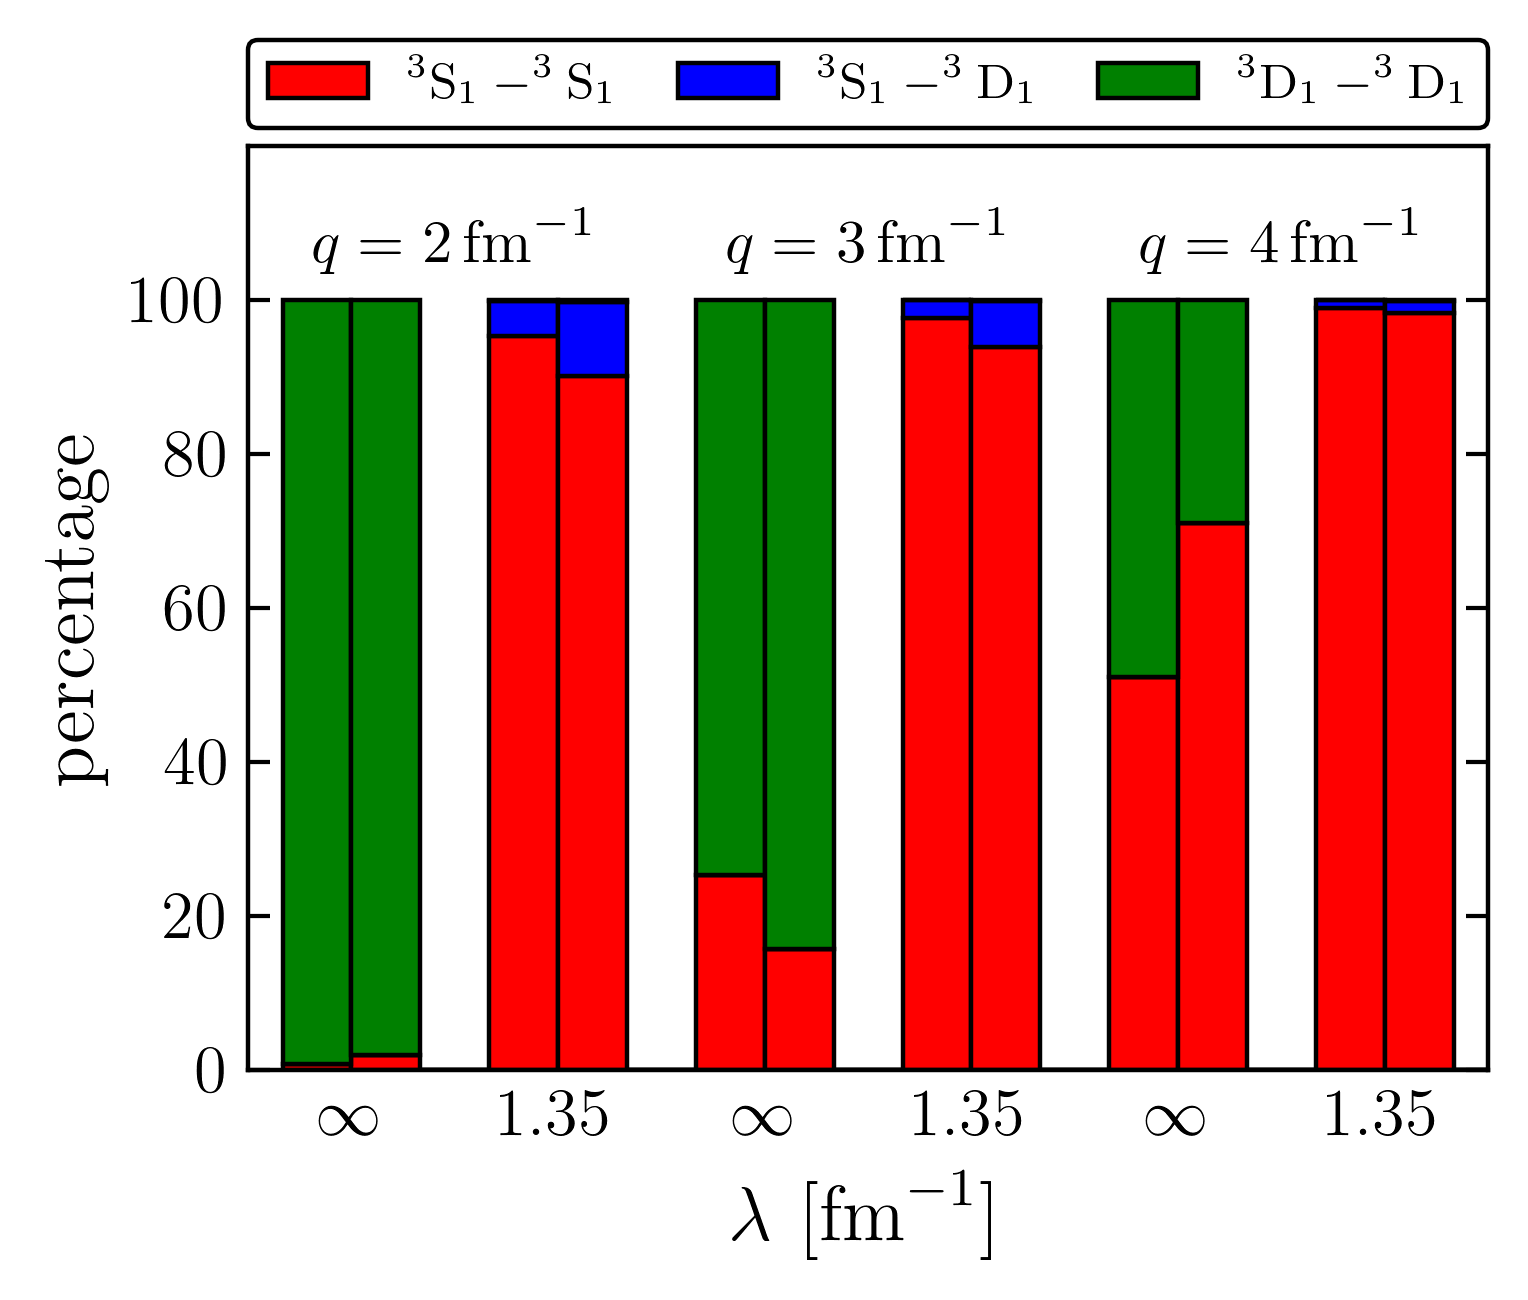 ³S₁ −³ S₁ ³S₁ −³ D₁ ³D₁ −³ D₁
q = 2 fm⁻¹ q = 3 fm⁻¹ q = 4 fm⁻¹
100
80
60
40
20
0
percentage
∞ 1.35 ∞ 1.35 ∞ 1.35
λ [fm⁻¹]